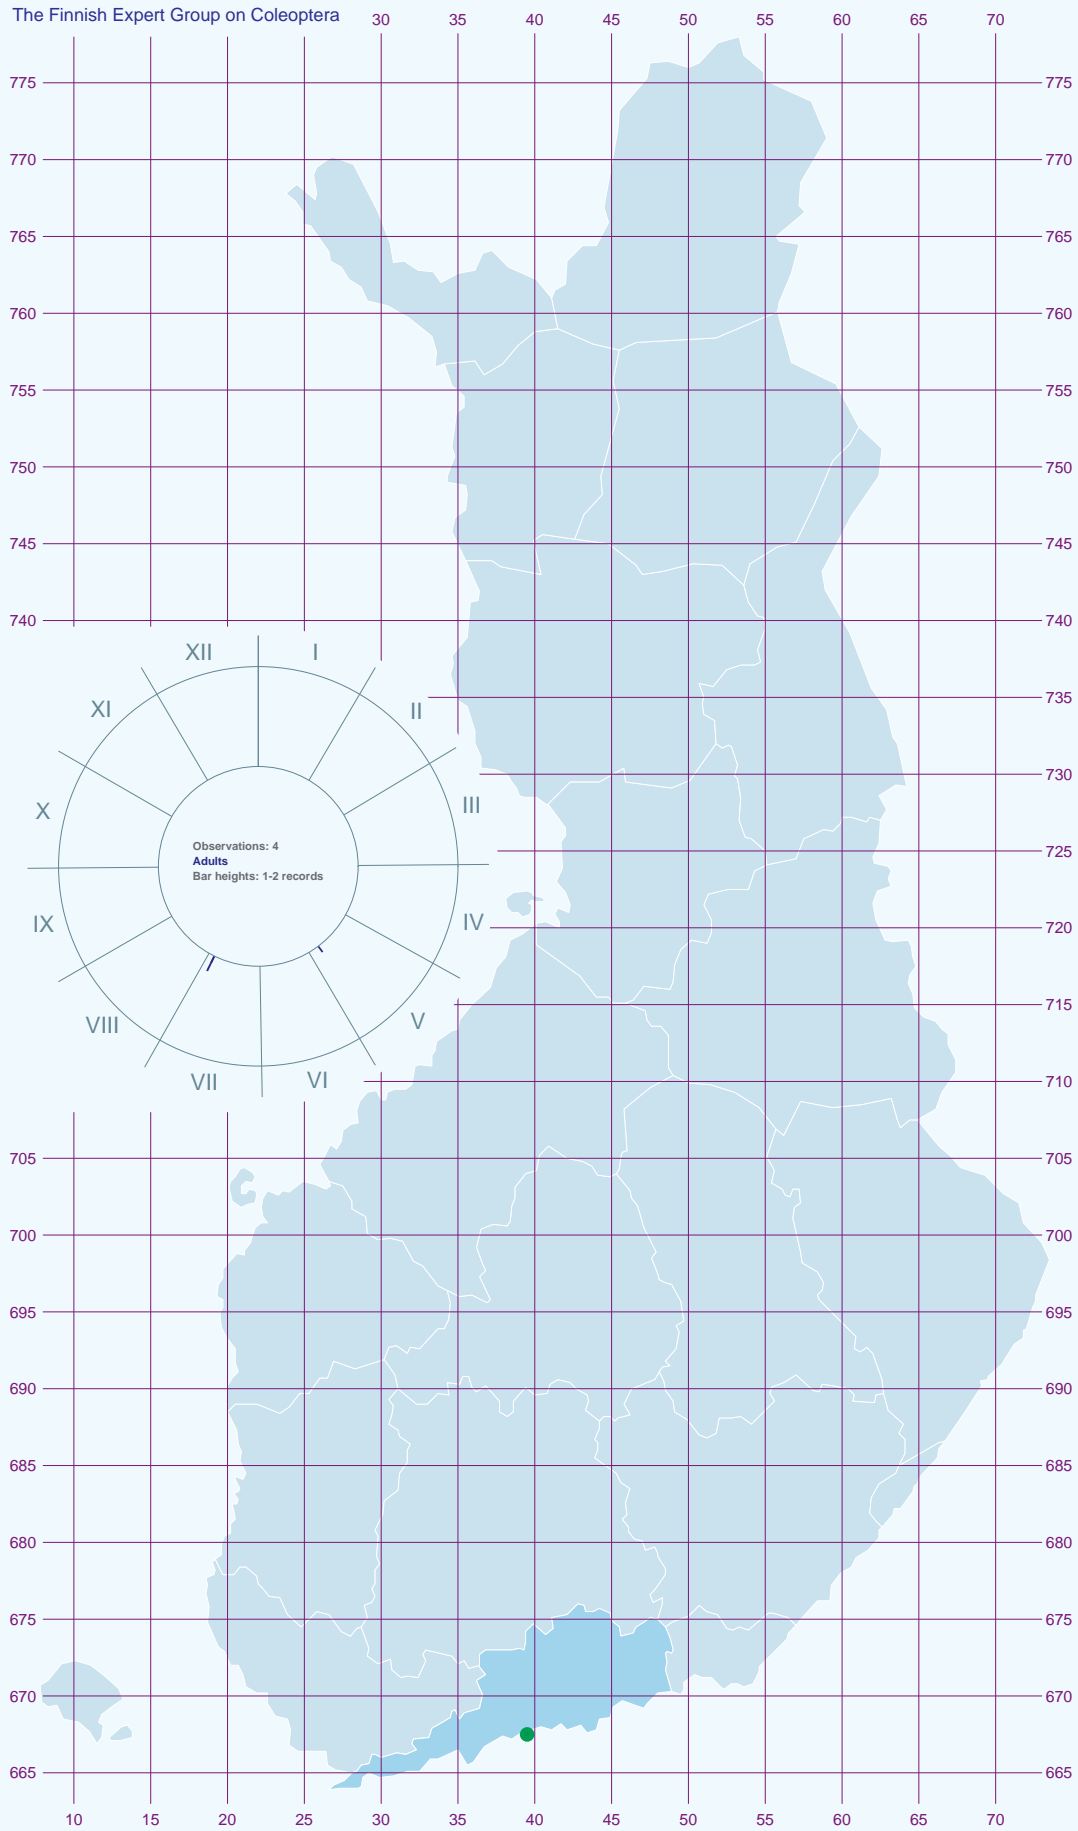 The Finnish Expert Group on Coleoptera 30 35 40 45 50 55 60 65 70
775 775
770 770
765 765
760 760
755 755
750 750
745 745
740 740
XII I
XI II
735
730
X III
Observations: 4
Adults
Bar heights: 1-2 records
725
IX IV 720
715
VIII V
VII VI 710
705 705
700 700
695 695
690 690
685 685
680 680
675 675
670 670
665 665
10 15 20 25 30 35 40 45 50 55 60 65 70